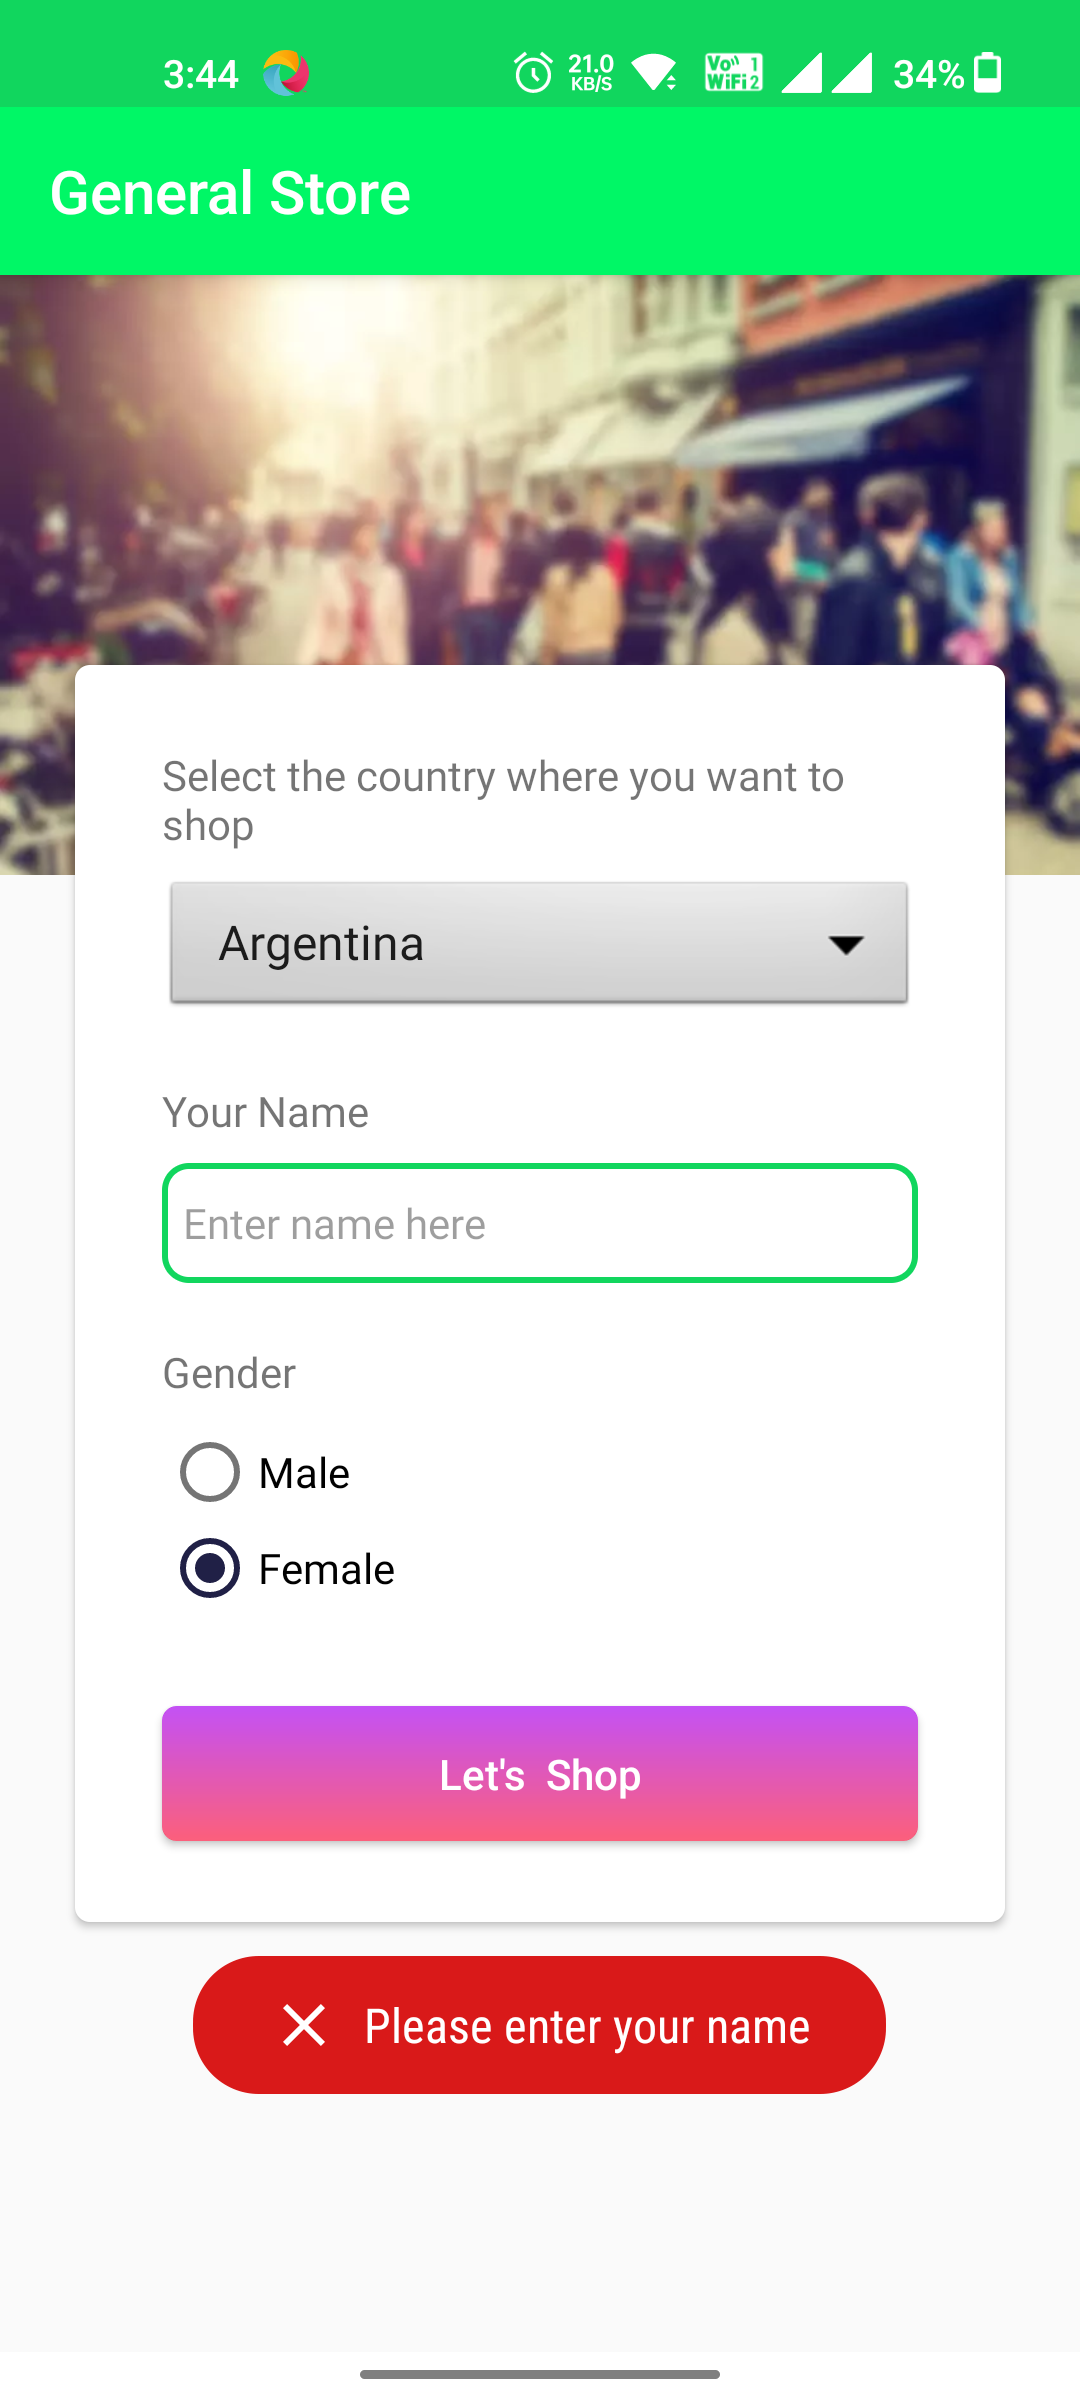 3:44
21.0
KB/S
Vo 1
WiFi 2
34%
General Store
Select the country where you want to
shop
Argentina
Your Name
Enter name here
Gender
Male
Female
Let's  Shop
Please enter your name